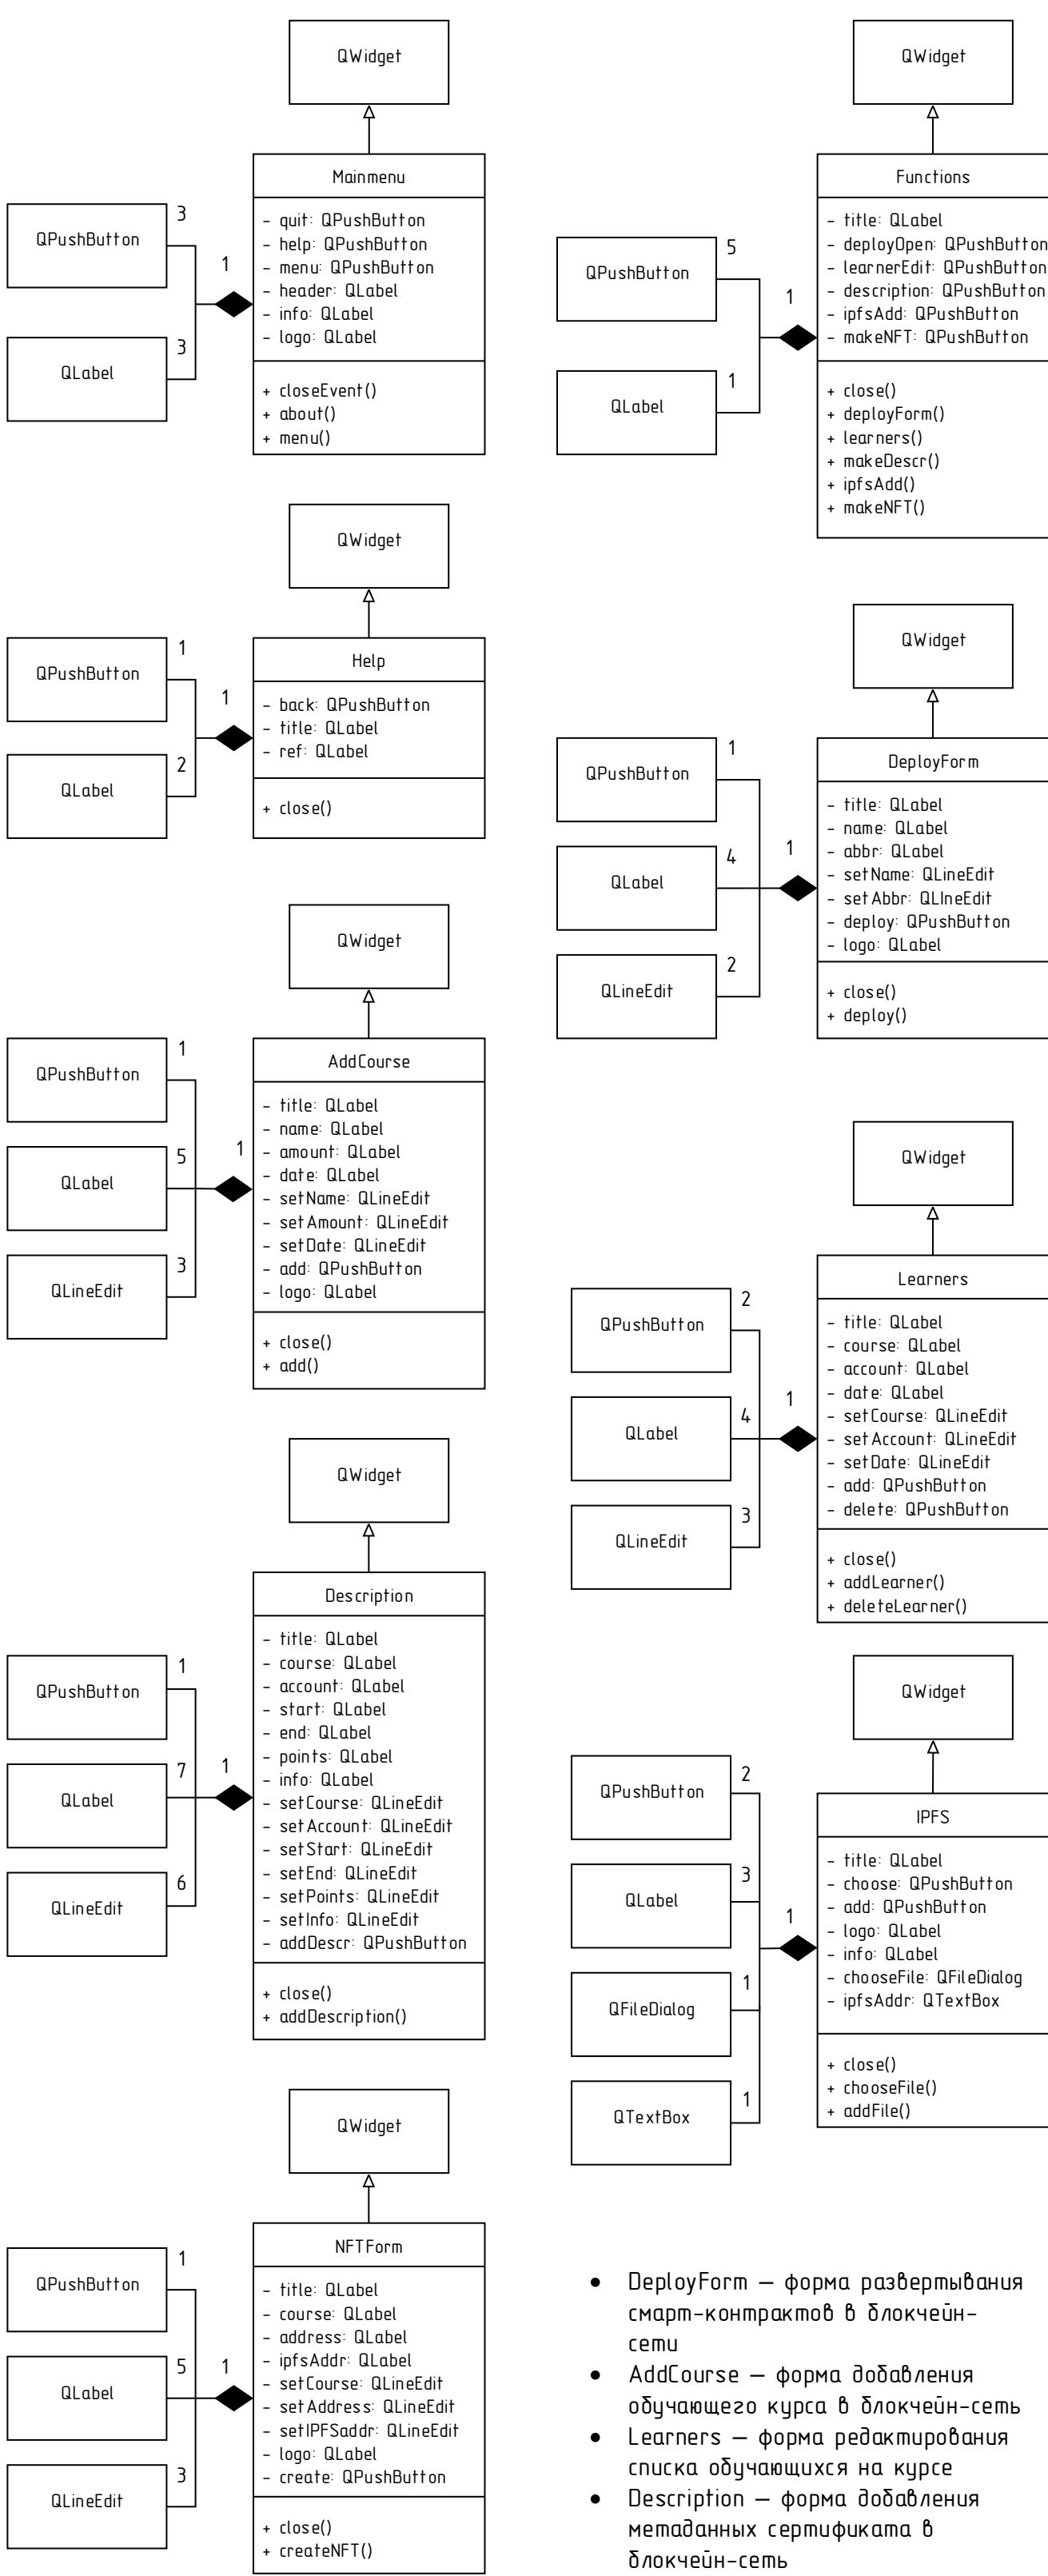 QWidget
Mainmenu
- quit: QPushButton
- help: QPushButton
- menu: QPushButton
- header: QLabel
- info: QLabel
- logo: QLabel
+ closeEvent()
+ about()
+ menu()
QPushButton
3
1
QLabel
3
QWidget
Help
- back: QPushButton
- title: QLabel
- ref: QLabel
+ close()
QPushButton
1
1
QLabel
2
QWidget
AddCourse
- title: QLabel
- name: QLabel
- amount: QLabel
- date: QLabel
- setName: QLineEdit
- setAmount: QLineEdit
- setDate: QLineEdit
- add: QPushButton
- logo: QLabel
+ close()
+ add()
QPushButton
1
QLabel
5
1
QLineEdit
3
QWidget
Description
- title: QLabel
- course: QLabel
- account: QLabel
- start: QLabel
- end: QLabel
- points: QLabel
- info: QLabel
- setCourse: QLineEdit
- setAccount: QLineEdit
- setStart: QLineEdit
- setEnd: QLineEdit
- setPoints: QLineEdit
- setInfo: QLineEdit
- addDescr: QPushButton
+ close()
+ addDescription()
QPushButton
1
QLabel
7
1
QLineEdit
6
QWidget
NFTForm
- title: QLabel
- course: QLabel
- address: QLabel
- ipfsAddr: QLabel
- setCourse: QLineEdit
- setAddress: QLineEdit
- setIPFSaddr: QLineEdit
- logo: QLabel
- create: QPushButton
+ close()
+ createNFT()
QPushButton
1
QLabel
5
1
QLineEdit
3
QWidget
Functions
- title: QLabel
- deployOpen: QPushButton
- learnerEdit: QPushButton
- description: QPushButton
- ipfsAdd: QPushButton
- makeNFT: QPushButton
+ close()
+ deployForm()
+ learners()
+ makeDescr()
+ ipfsAdd()
+ makeNFT()
QPushButton
5
1
QLabel
1
QWidget
DeployForm
- title: QLabel
- name: QLabel
- abbr: QLabel
- setName: QLineEdit
- setAbbr: QLIneEdit
- deploy: QPushButton
- logo: QLabel
+ close()
+ deploy()
QPushButton
1
QLabel
4
1
QLineEdit
2
QWidget
Learners
- title: QLabel
- course: QLabel
- account: QLabel
- date: QLabel
- setCourse: QLineEdit
- setAccount: QLineEdit
- setDate: QLineEdit
- add: QPushButton
- delete: QPushButton
+ close()
+ addLearner()
+ deleteLearner()
QPushButton
2
QLabel
4
1
QLineEdit
3
QWidget
IPFS
- title: QLabel
- choose: QPushButton
- add: QPushButton
- logo: QLabel
- info: QLabel
- chooseFile: QFileDialog
- ipfsAddr: QTextBox
+ close()
+ chooseFile()
+ addFile()
QPushButton
2
QLabel
3
1
QFileDialog
1
QTextBox
1
• DeployForm — форма развертывания
смарт-контрактов в блокчейн-
сети
• AddCourse — форма добавления
обучающего курса в блокчейн-сеть
• Learners — форма редактирования
списка обучающихся на курсе
• Description — форма добавления
метаданных сертификата в
блокчейн-сеть